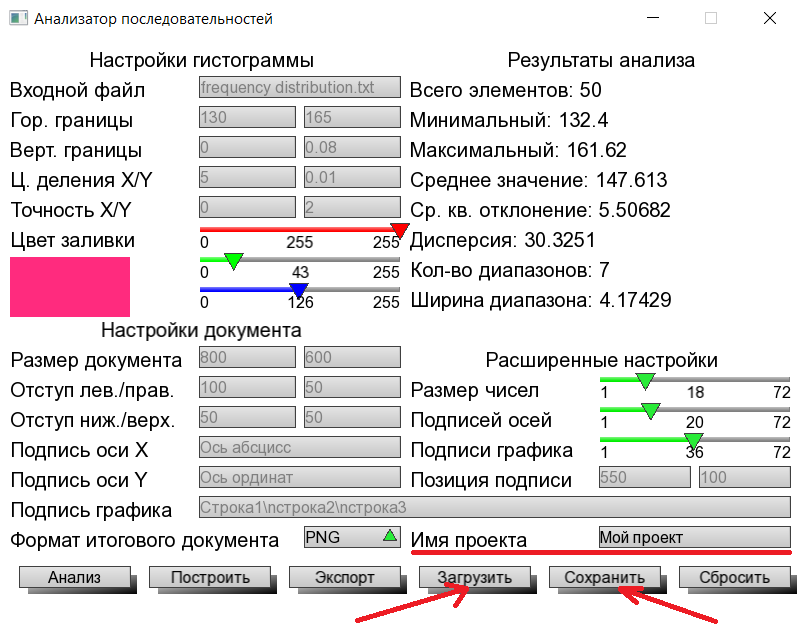 Анализатор последовательностей
Настройки гистограммы
Входной файл frequency distribution.txt
Гор. границы 130 165
Верт. границы 0 0.08
Ц. деления X/Y 5 0.01
Точность X/Y 0 2
Цвет заливки
0 255 255
0 43 255
0 126 255
Результаты анализа
Всего элементов: 50
Минимальный: 132.4
Максимальный: 161.62
Среднее значение: 147.613
Ср. кв. отклонение: 5.50682
Дисперсия: 30.3251
Кол-во диапазонов: 7
Ширина диапазона: 4.17429
Настройки документа
Размер документа 800 600
Отступ лев./прав. 100 50
Отступ ниж./верх. 50 50
Подпись оси X Ось абсцисс
Подпись оси Y Ось ординат
Расширенные настройки
Размер чисел 1 18 72
Подписей осей 1 20 72
Подписи графика 1 36 72
Позиция подписи 550 100
Подпись графика Строка1\nстрока2\nстрока3
Формат итогового документа PNG Имя проекта Мой проект
Анализ Построить Экспорт Загрузить Сохранить Сбросить